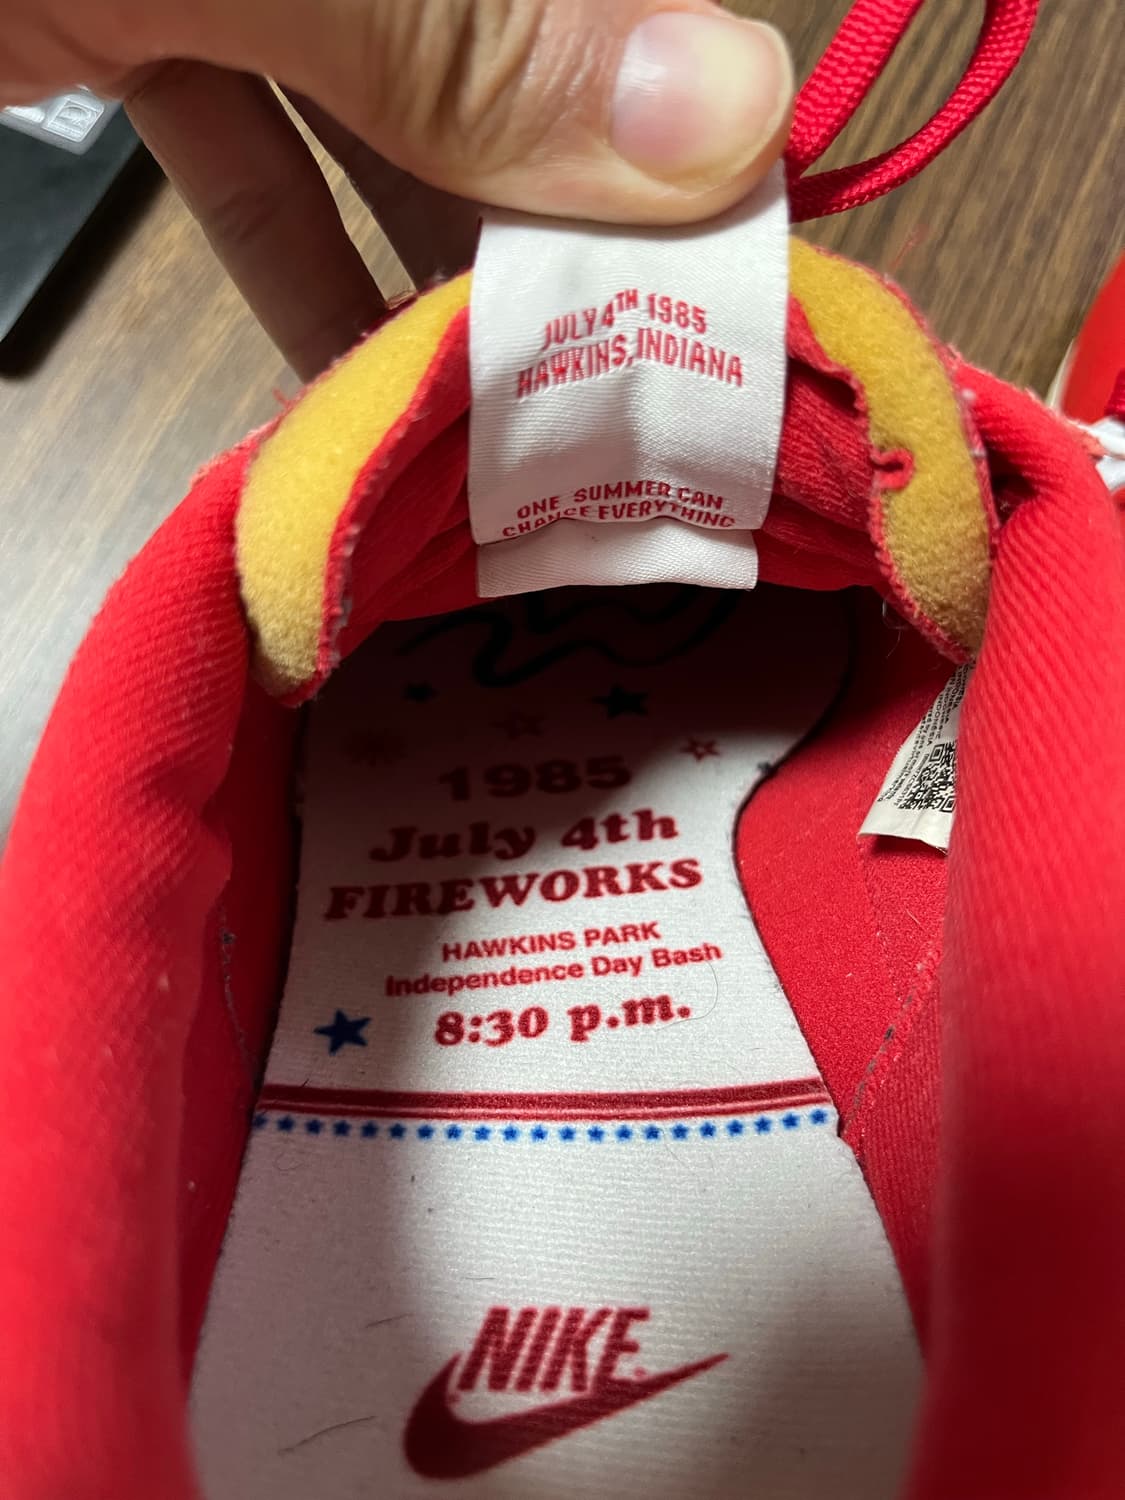 JULY 4TH 1985
HAWKINS, INDIANA
ONE SUMMER CAN
CHANGE EVERYTHING
1985
July 4th
FIREWORKS
HAWKINS PARK
Independence Day Bash
8:30 p.m.
NIKE®